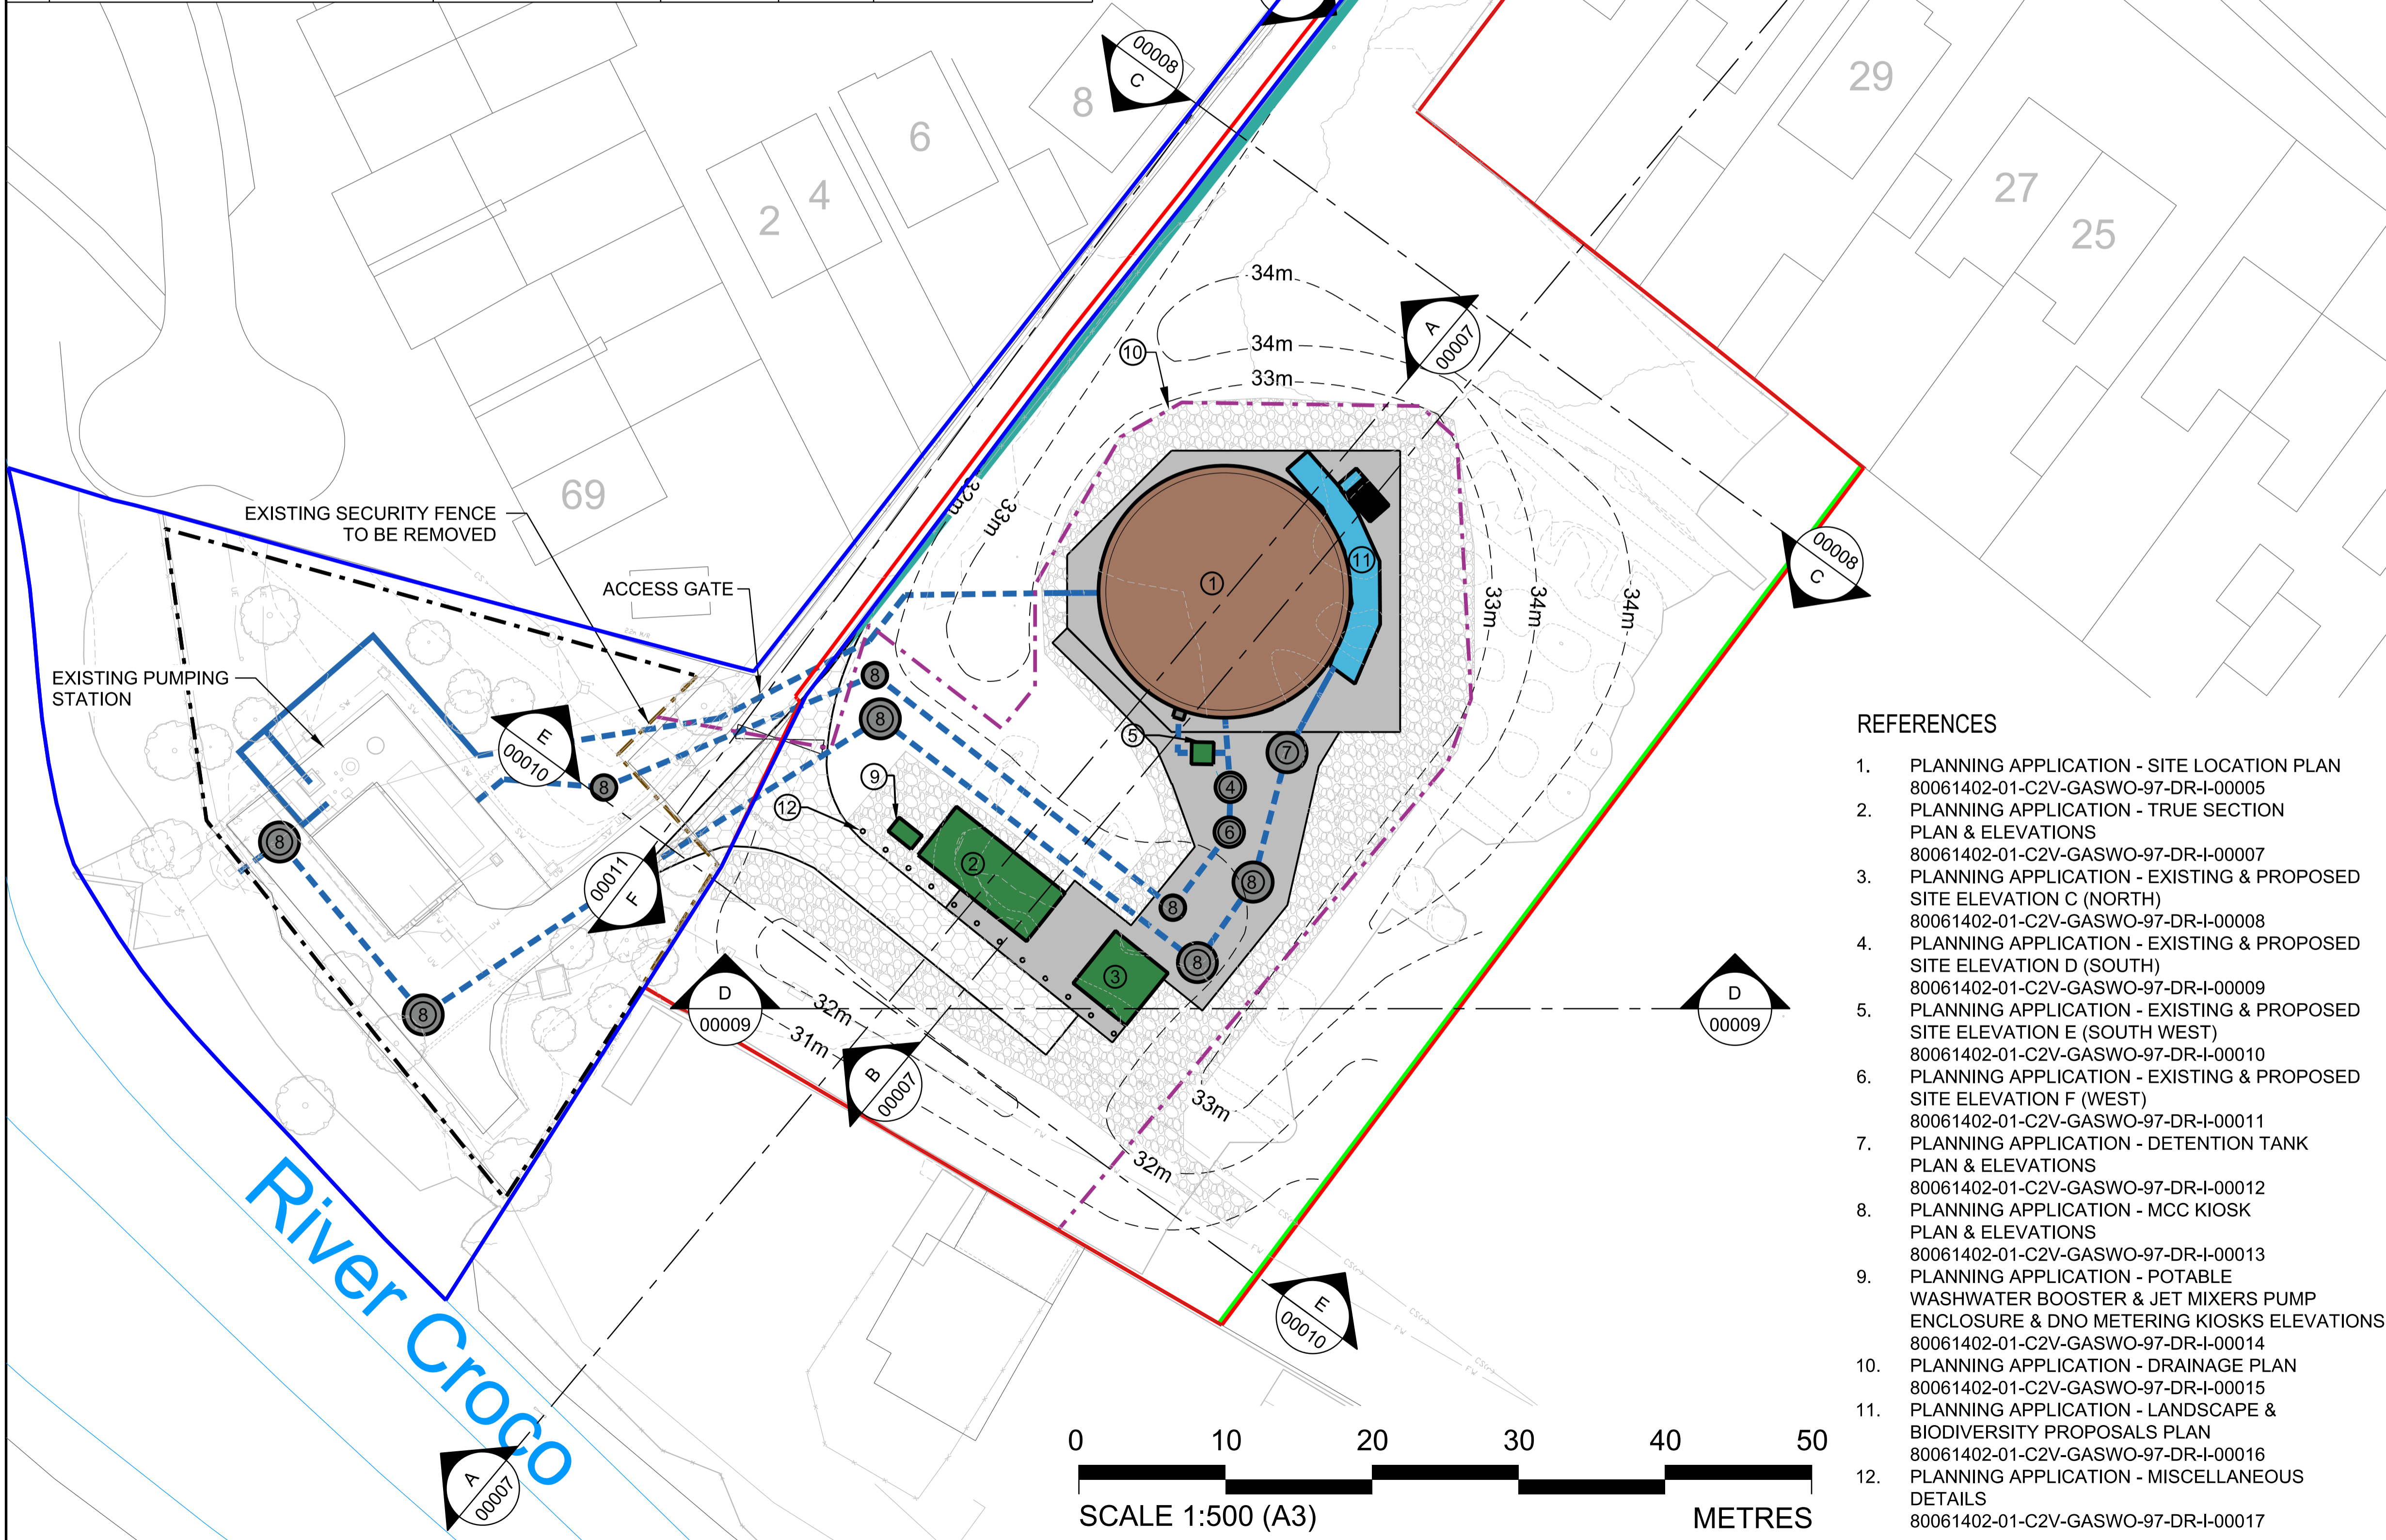 00008
C
29
8
6
27
4
25
2
34m
A
00007
34m
10
33m
69
32m
33m
EXISTING SECURITY FENCE
TO BE REMOVED
00008
C
11
1
ACCESS GATE
33m
34m
34m
EXISTING PUMPING
STATION
8
8
E
00010
5
7
9
8
4
12
6
8
2
00011
F
8
8
8
3
8
D
00009
D
00009
32m
31m
B
00007
33m
32m
E
00010
River Croco
A
00007
0 10 20 30 40 50
SCALE 1:500 (A3) METRES
REFERENCES
1. PLANNING APPLICATION - SITE LOCATION PLAN
80061402-01-C2V-GASWO-97-DR-I-00005
2. PLANNING APPLICATION - TRUE SECTION
PLAN & ELEVATIONS
80061402-01-C2V-GASWO-97-DR-I-00007
3. PLANNING APPLICATION - EXISTING & PROPOSED
SITE ELEVATION C (NORTH)
80061402-01-C2V-GASWO-97-DR-I-00008
4. PLANNING APPLICATION - EXISTING & PROPOSED
SITE ELEVATION D (SOUTH)
80061402-01-C2V-GASWO-97-DR-I-00009
5. PLANNING APPLICATION - EXISTING & PROPOSED
SITE ELEVATION E (SOUTH WEST)
80061402-01-C2V-GASWO-97-DR-I-00010
6. PLANNING APPLICATION - EXISTING & PROPOSED
SITE ELEVATION F (WEST)
80061402-01-C2V-GASWO-97-DR-I-00011
7. PLANNING APPLICATION - DETENTION TANK
PLAN & ELEVATIONS
80061402-01-C2V-GASWO-97-DR-I-00012
8. PLANNING APPLICATION - MCC KIOSK
PLAN & ELEVATIONS
80061402-01-C2V-GASWO-97-DR-I-00013
9. PLANNING APPLICATION - POTABLE
WASHWATER BOOSTER & JET MIXERS PUMP
ENCLOSURE & DNO METERING KIOSKS ELEVATIONS
80061402-01-C2V-GASWO-97-DR-I-00014
10. PLANNING APPLICATION - DRAINAGE PLAN
80061402-01-C2V-GASWO-97-DR-I-00015
11. PLANNING APPLICATION - LANDSCAPE &
BIODIVERSITY PROPOSALS PLAN
80061402-01-C2V-GASWO-97-DR-I-00016
12. PLANNING APPLICATION - MISCELLANEOUS
DETAILS
80061402-01-C2V-GASWO-97-DR-I-00017